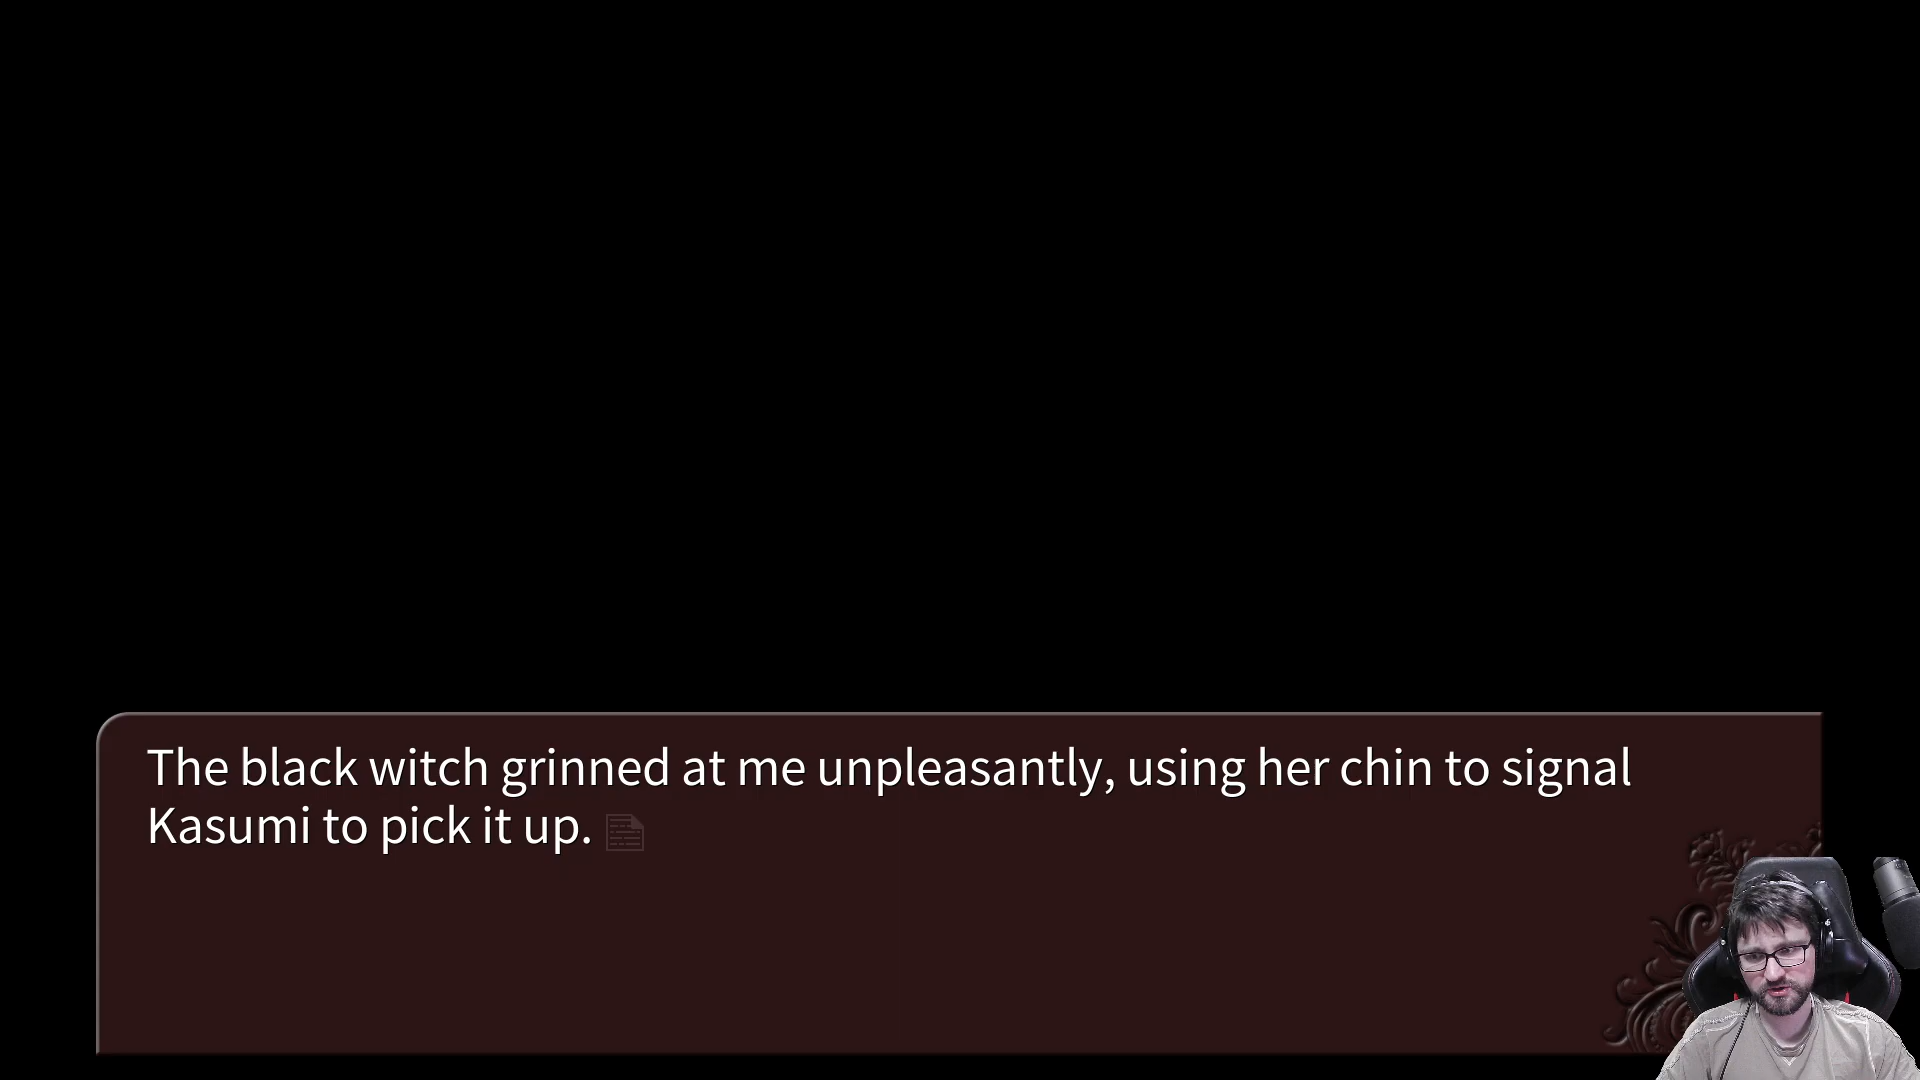 The black witch grinned at me unpleasantly, using her chin to signal
Kasumi to pick it up.